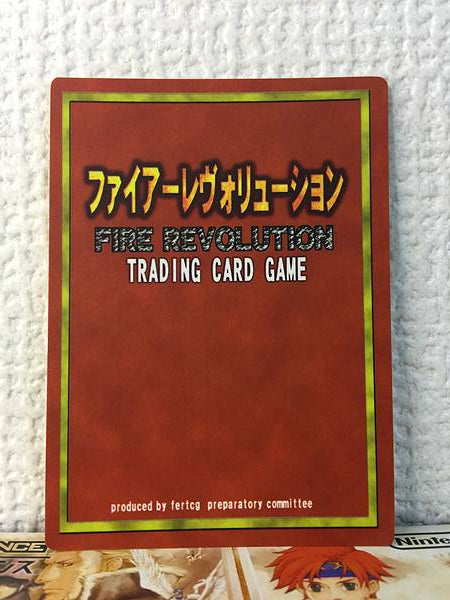 ファイアーレヴォリューション
FIRE REVOLUTION
TRADING CARD GAME
produced by fertcg preparatory committee